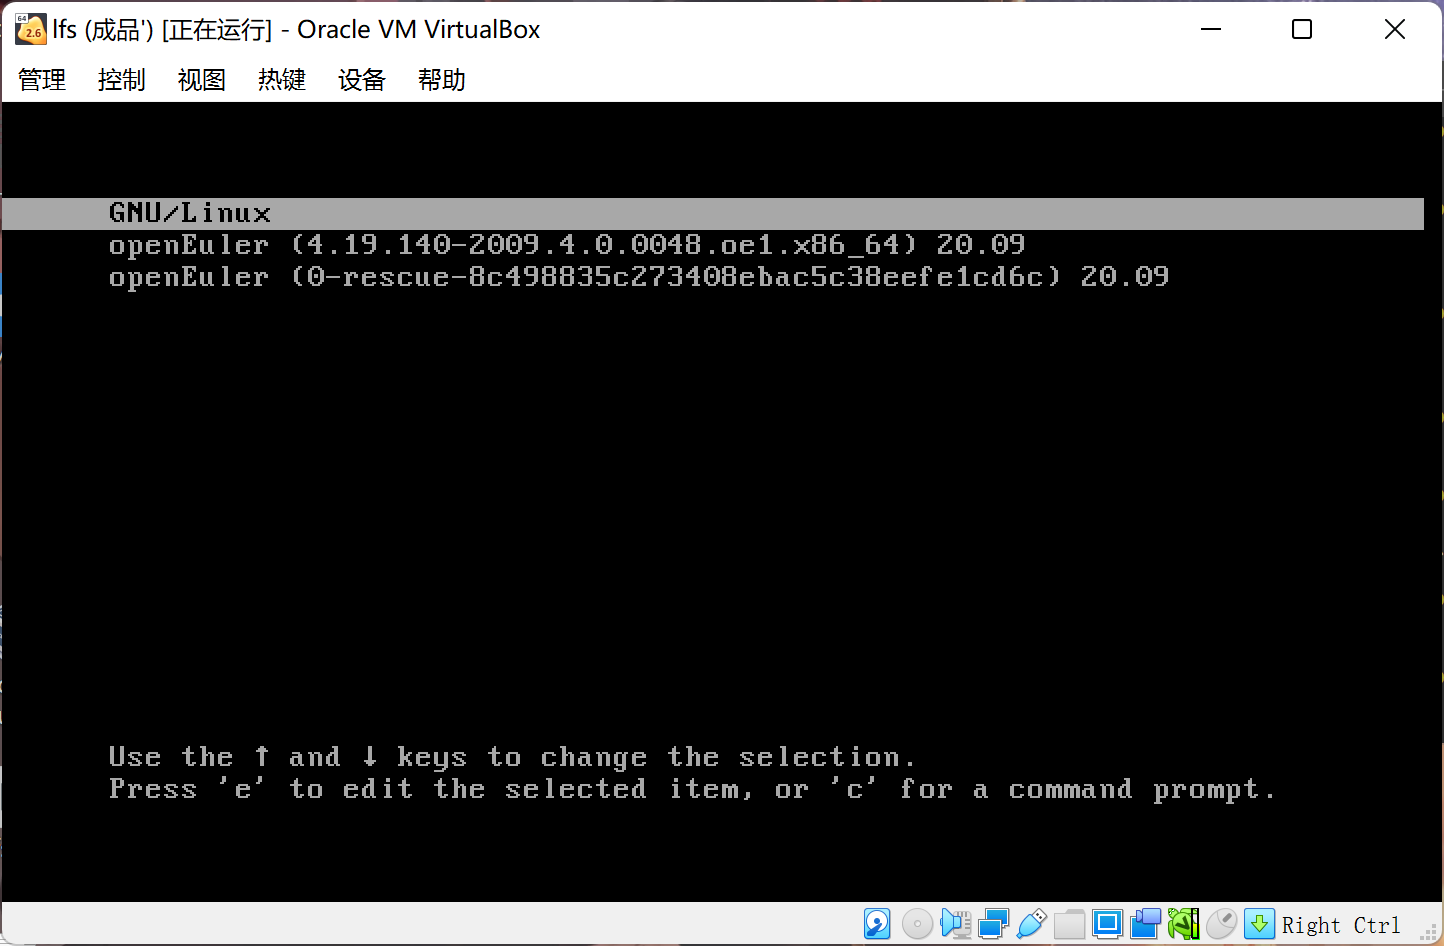 64
2.6
lfs (成品') [正在运行] - Oracle VM VirtualBox
管理 控制 视图 热键 设备 帮助
GNU/Linux
openEuler (4.19.140-2009.4.0.0048.oe1.x86_64) 20.09
openEuler (0-rescue-8c498835c273408ebac5c38eefe1cd6c) 20.09
Use the ↑ and ↓ keys to change the selection.
Press 'e' to edit the selected item, or 'c' for a command prompt.
Right Ctrl